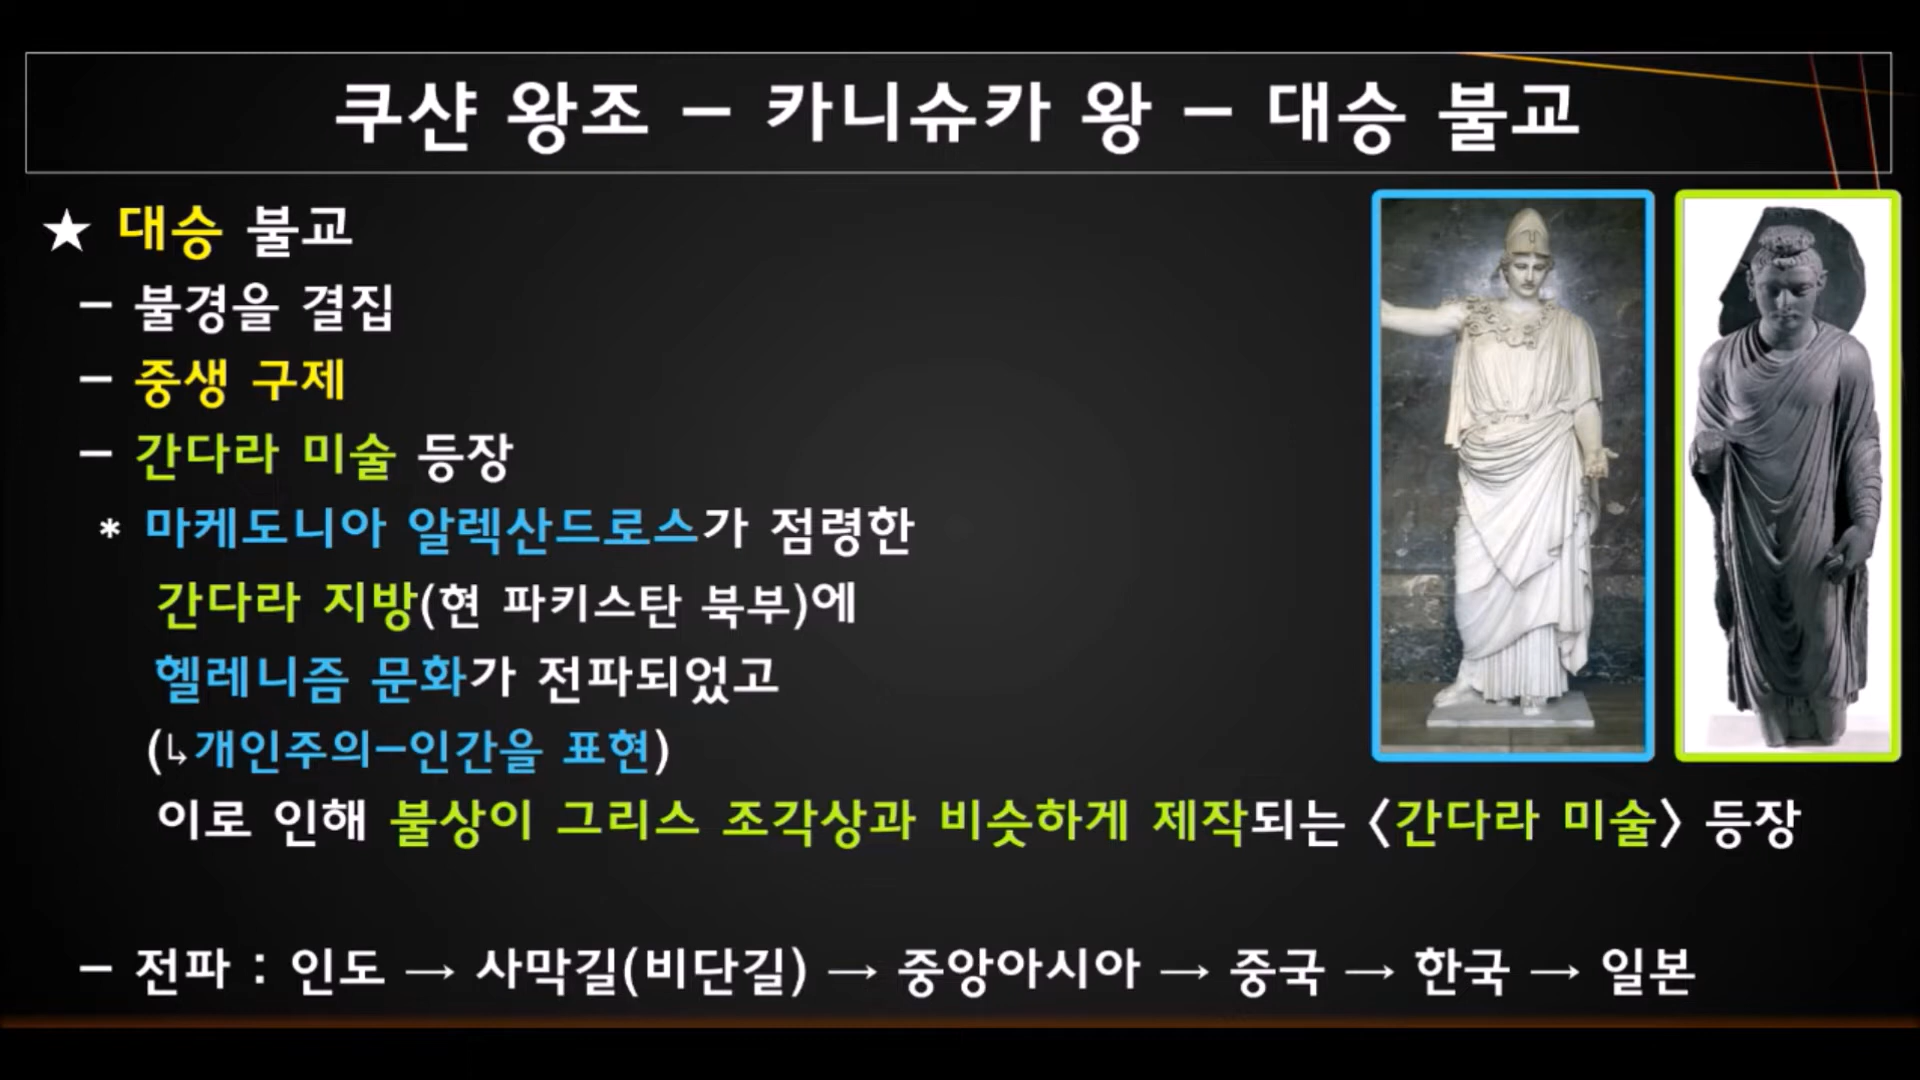 쿠샨 왕조 – 카니슈카 왕 – 대승 불교
★ 대승 불교
– 불경을 결집
– 중생 구제
– 간다라 미술 등장
* 마케도니아 알렉산드로스가 점령한
간다라 지방(현 파키스탄 북부)에
헬레니즘 문화가 전파되었고
(↳개인주의–인간을 표현)
이로 인해 불상이 그리스 조각상과 비슷하게 제작되는 〈간다라 미술〉 등장
– 전파 : 인도 → 사막길(비단길) → 중앙아시아 → 중국 → 한국 → 일본